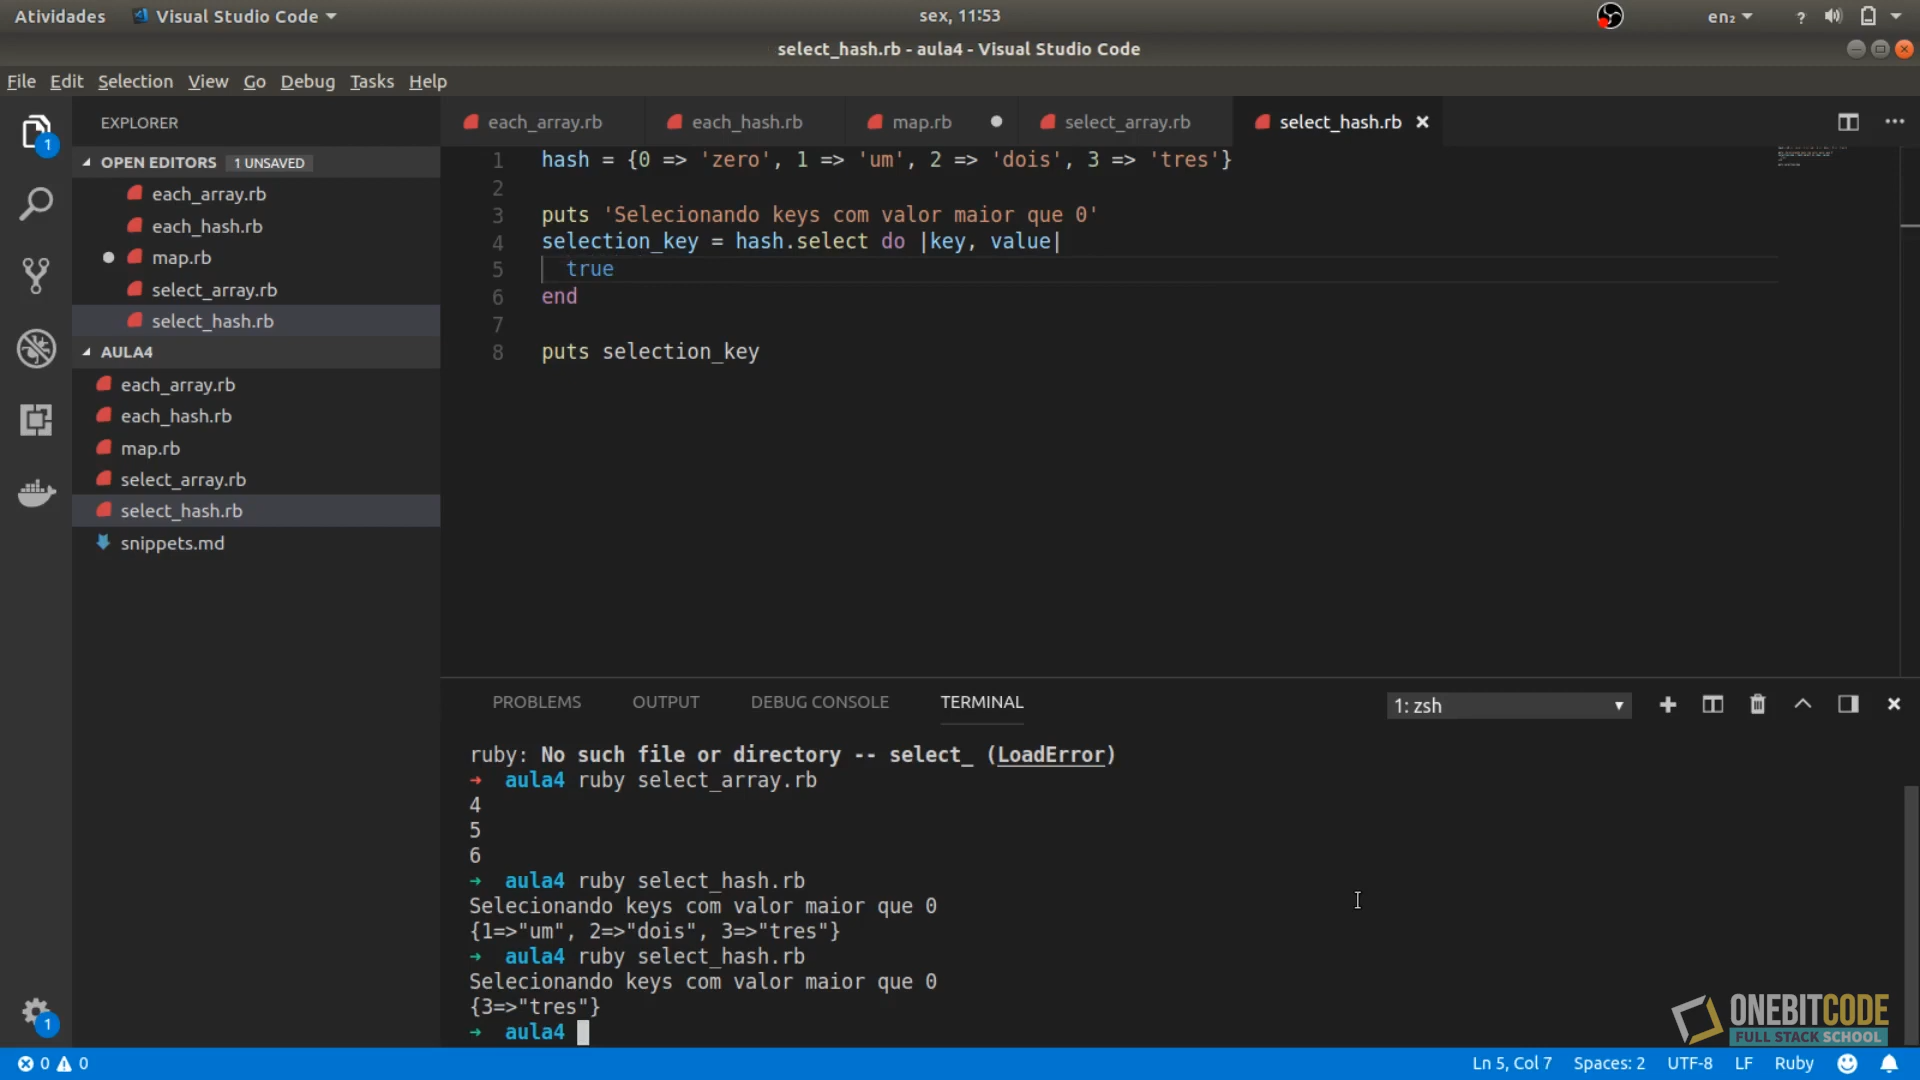 Atividades Visual Studio Code sex, 11:53 en₂ ?
select_hash.rb - aula4 - Visual Studio Code
File Edit Selection View Go Debug Tasks Help
EXPLORER
1
OPEN EDITORS 1 UNSAVED
each_array.rb
each_hash.rb
map.rb
select_array.rb
select_hash.rb
AULA4
each_array.rb
each_hash.rb
map.rb
select_array.rb
select_hash.rb
snippets.md
1
each_array.rb each_hash.rb map.rb select_array.rb select_hash.rb
1 hash = {0 => 'zero', 1 => 'um', 2 => 'dois', 3 => 'tres'}
2
3 puts 'Selecionando keys com valor maior que 0'
4 selection_key = hash.select do |key, value|
5 true
6 end
7
8 puts selection_key
PROBLEMS OUTPUT DEBUG CONSOLE TERMINAL 1: zsh
ruby: No such file or directory -- select_ (LoadError)
➜ aula4 ruby select_array.rb
4
5
6
➜ aula4 ruby select_hash.rb
Selecionando keys com valor maior que 0
{1=>"um", 2=>"dois", 3=>"tres"}
➜ aula4 ruby select_hash.rb
Selecionando keys com valor maior que 0
{3=>"tres"}
➜ aula4
ONEBITCODE
FULL STACK SCHOOL
0 0 Ln 5, Col 7 Spaces: 2 UTF-8 LF Ruby